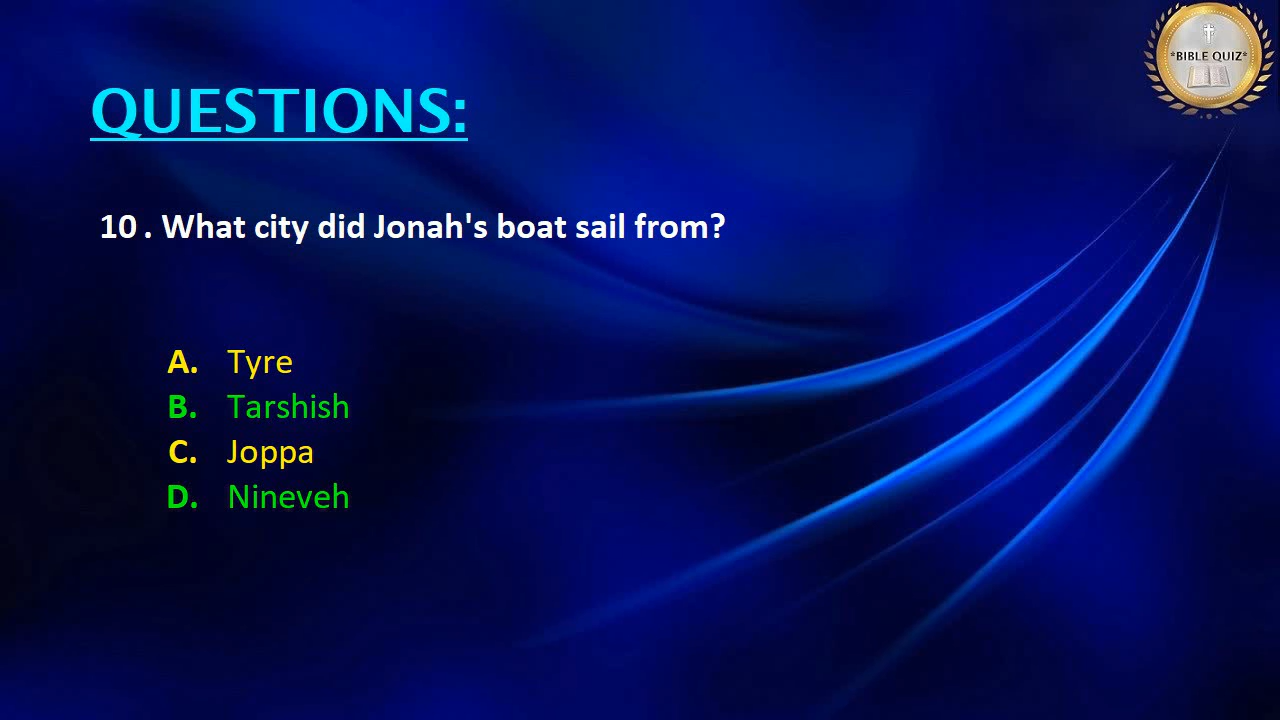 *BIBLE QUIZ*
QUESTIONS:
10 . What city did Jonah's boat sail from?
A. Tyre
B. Tarshish
C. Joppa
D. Nineveh